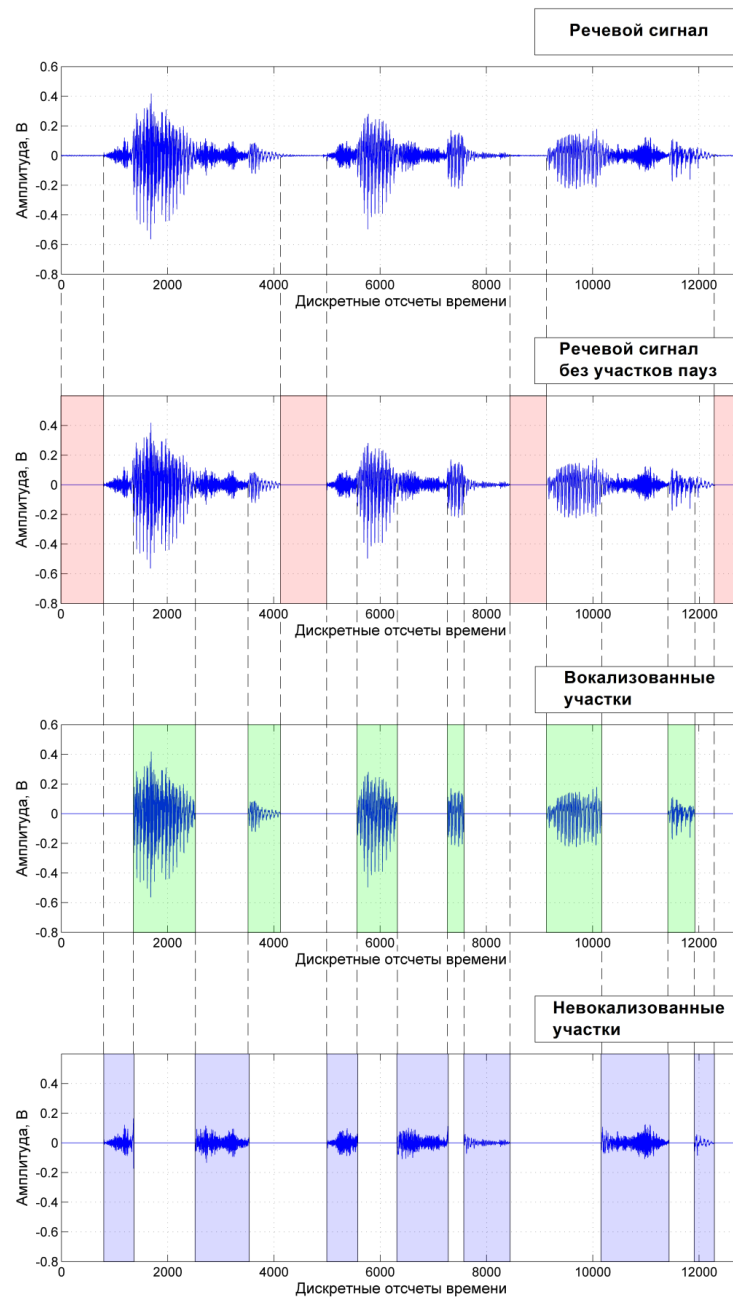 Речевой сигнал
0.6
0.4
0.2
0
-0.2
-0.4
-0.6
-0.8
Амплитуда, В
0 2000 4000 6000 8000 10000 12000
Дискретные отсчеты времени
Речевой сигнал
без участков пауз
0.4
0.2
0
-0.2
-0.4
-0.6
-0.8
Амплитуда, В
0 2000 4000 6000 8000 10000 12000
Дискретные отсчеты времени
Вокализованные
участки
0.6
0.4
0.2
0
-0.2
-0.4
-0.6
-0.8
Амплитуда, В
0 2000 4000 6000 8000 10000 12000
Дискретные отсчеты времени
Невокализованные
участки
0.4
0.2
0
-0.2
-0.4
-0.6
-0.8
Амплитуда, В
0 2000 4000 6000 8000 10000 12000
Дискретные отсчеты времени